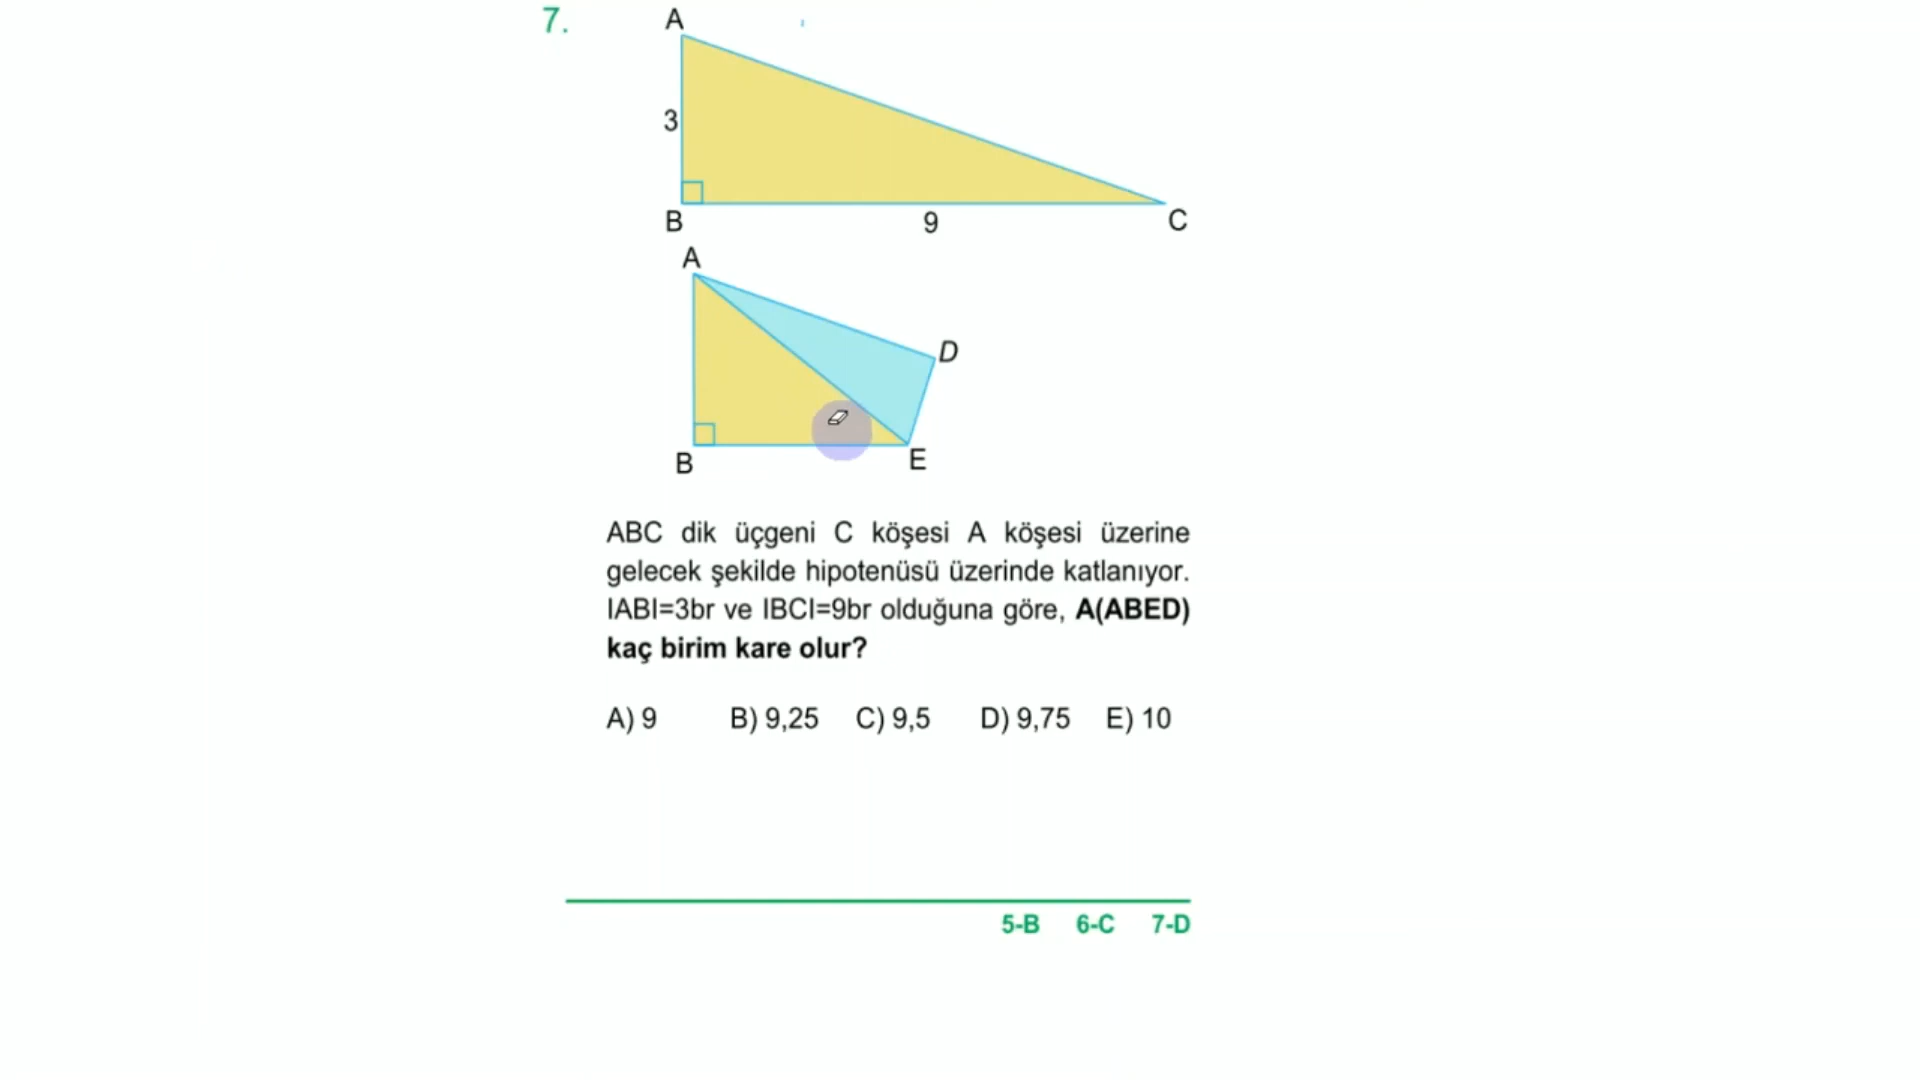 7.
A
3
B
9
C
A
D
B
E
ABC dik üçgeni C köşesi A köşesi üzerine
gelecek şekilde hipotenüsü üzerinde katlanıyor.
IABI=3br ve IBCI=9br olduğuna göre, A(ABED)
kaç birim kare olur?
A) 9 B) 9,25 C) 9,5 D) 9,75 E) 10
5-B 6-C 7-D